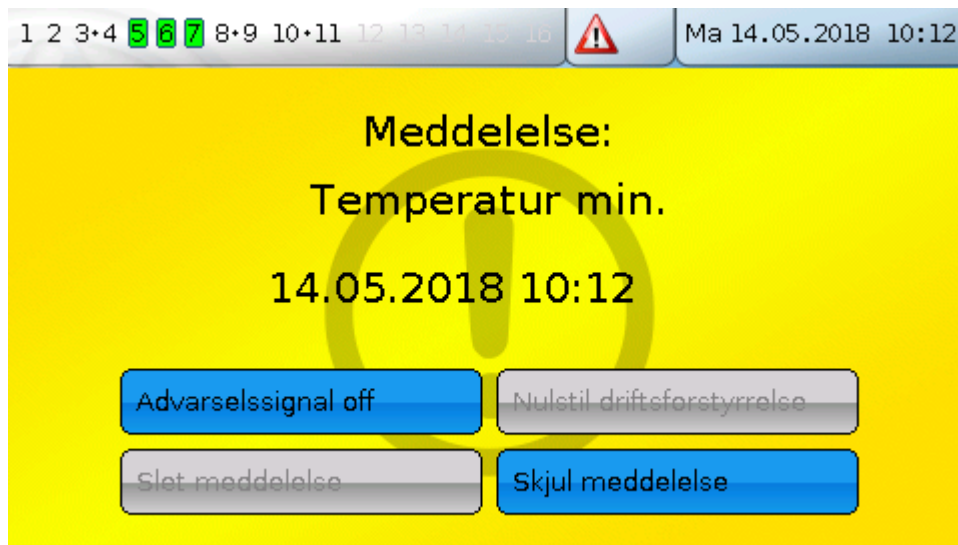 1 2 3•4 5 6 7 8•9 10•11 12 13 14 15 16 Ma 14.05.2018 10:12
Meddelelse:
Temperatur min.
14.05.2018 10:12
Advarselssignal off
Nulstil driftsforstyrrelse
Slet meddelelse
Skjul meddelelse